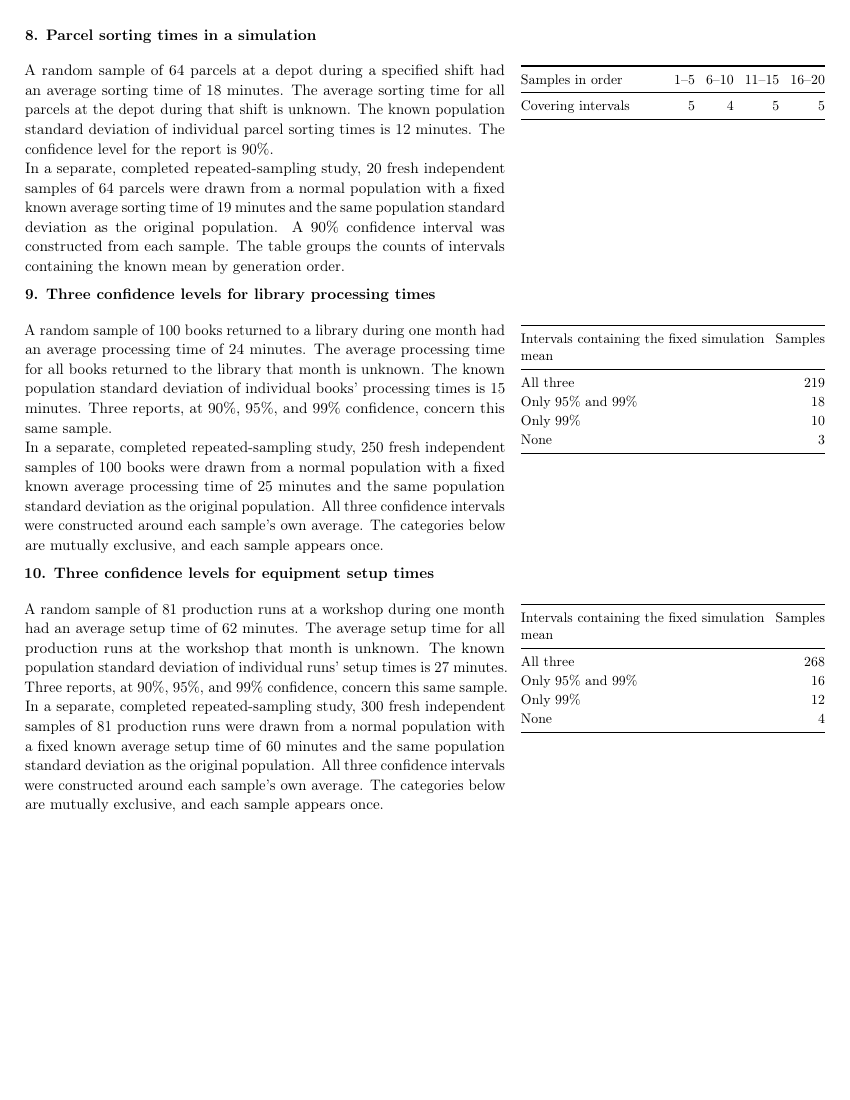 8. Parcel sorting times in a simulation
A random sample of 64 parcels at a depot during a specified shift had
an average sorting time of 18 minutes. The average sorting time for all
parcels at the depot during that shift is unknown. The known population
standard deviation of individual parcel sorting times is 12 minutes. The
confidence level for the report is 90%.
In a separate, completed repeated-sampling study, 20 fresh independent
samples of 64 parcels were drawn from a normal population with a fixed
known average sorting time of 19 minutes and the same population standard
deviation as the original population. A 90% confidence interval was
constructed from each sample. The table groups the counts of intervals
containing the known mean by generation order.
Samples in order 1–5 6–10 11–15 16–20
Covering intervals 5 4 5 5
9. Three confidence levels for library processing times
A random sample of 100 books returned to a library during one month had
an average processing time of 24 minutes. The average processing time
for all books returned to the library that month is unknown. The known
population standard deviation of individual books' processing times is 15
minutes. Three reports, at 90%, 95%, and 99% confidence, concern this
same sample.
In a separate, completed repeated-sampling study, 250 fresh independent
samples of 100 books were drawn from a normal population with a fixed
known average processing time of 25 minutes and the same population
standard deviation as the original population. All three confidence intervals
were constructed around each sample's own average. The categories below
are mutually exclusive, and each sample appears once.
Intervals containing the fixed simulation Samples
mean
All three 219
Only 95% and 99% 18
Only 99% 10
None 3
10. Three confidence levels for equipment setup times
A random sample of 81 production runs at a workshop during one month
had an average setup time of 62 minutes. The average setup time for all
production runs at the workshop that month is unknown. The known
population standard deviation of individual runs' setup times is 27 minutes.
Three reports, at 90%, 95%, and 99% confidence, concern this same sample.
In a separate, completed repeated-sampling study, 300 fresh independent
samples of 81 production runs were drawn from a normal population with
a fixed known average setup time of 60 minutes and the same population
standard deviation as the original population. All three confidence intervals
were constructed around each sample's own average. The categories below
are mutually exclusive, and each sample appears once.
Intervals containing the fixed simulation Samples
mean
All three 268
Only 95% and 99% 16
Only 99% 12
None 4